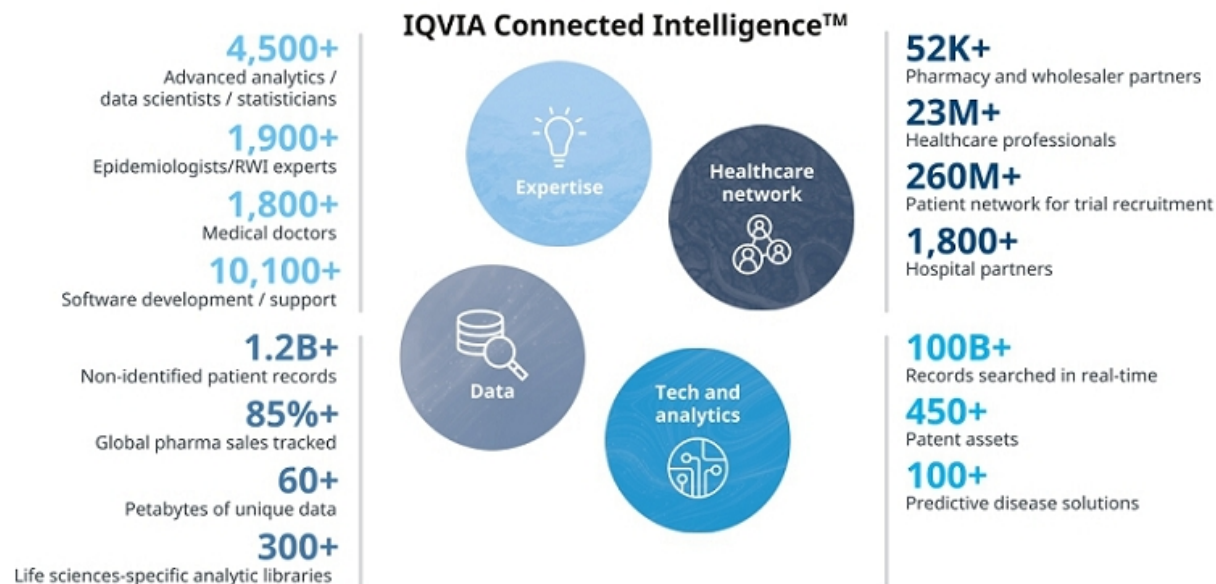 IQVIA Connected Intelligence™
4,500+
Advanced analytics /
data scientists / statisticians
1,900+
Epidemiologists/RWI experts
1,800+
Medical doctors
10,100+
Software development / support
1.2B+
Non-identified patient records
85%+
Global pharma sales tracked
60+
Petabytes of unique data
300+
Life sciences-specific analytic libraries
Expertise
Healthcare
network
Data
Tech and
analytics
52K+
Pharmacy and wholesaler partners
23M+
Healthcare professionals
260M+
Patient network for trial recruitment
1,800+
Hospital partners
100B+
Records searched in real-time
450+
Patent assets
100+
Predictive disease solutions